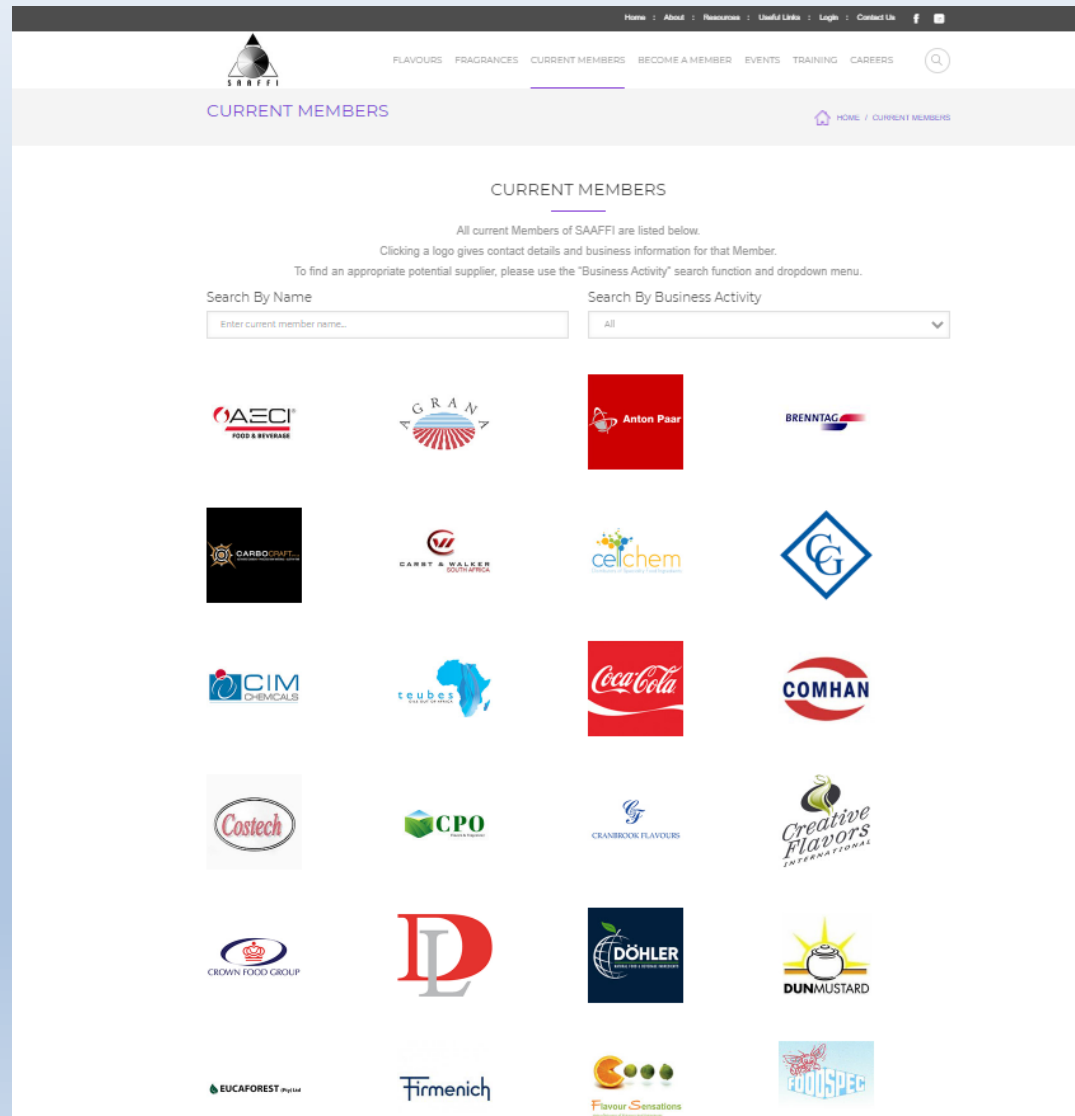 Home : About : Resources : Useful Links : Login : Contact Us
SAAFFI
FLAVOURS FRAGRANCES CURRENT MEMBERS BECOME A MEMBER EVENTS TRAINING CAREERS
CURRENT MEMBERS
HOME / CURRENT MEMBERS
CURRENT MEMBERS
All current Members of SAAFFI are listed below.
Clicking a logo gives contact details and business information for that Member.
To find an appropriate potential supplier, please use the "Business Activity" search function and dropdown menu.
Search By Name
Search By Business Activity
Enter current member name...
All
AECI
FOOD & BEVERAGE
AGRANA
Anton Paar
BRENNTAG
CARBOCRAFT
CARST & WALKER
SOUTH AFRICA
cellchem
CG
CIM
CHEMICALS
teubes
Coca-Cola
COMHAN
Costech
CPO
CF
CRANBROOK FLAVOURS
Creative
Flavors
INTERNATIONAL
CROWN FOOD GROUP
DL
DÖHLER
NATURAL FOOD & BEVERAGE INGREDIENTS
DUNMUSTARD
EUCAFOREST (Pty) Ltd
Firmenich
Flavour Sensations
FOODSPEC